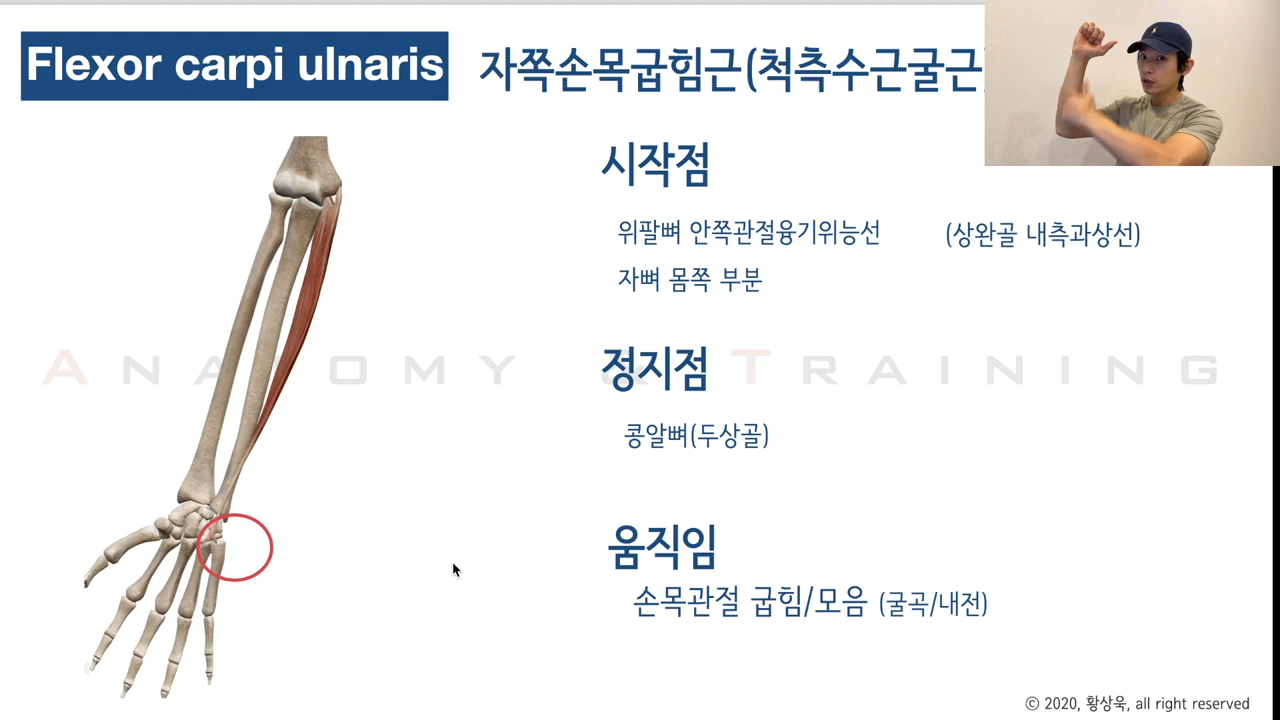 Flexor carpi ulnaris
자쪽손목굽힘근(척측수근굴근)
시작점
위팔뼈 안쪽관절융기위능선 (상완골 내측과상선)
자뼈 몸쪽 부분
ANATOMY & TRAINING
정지점
콩알뼈(두상골)
움직임
손목관절 굽힘/모음 (굴곡/내전)
© 2020, 황상욱, all right reserved